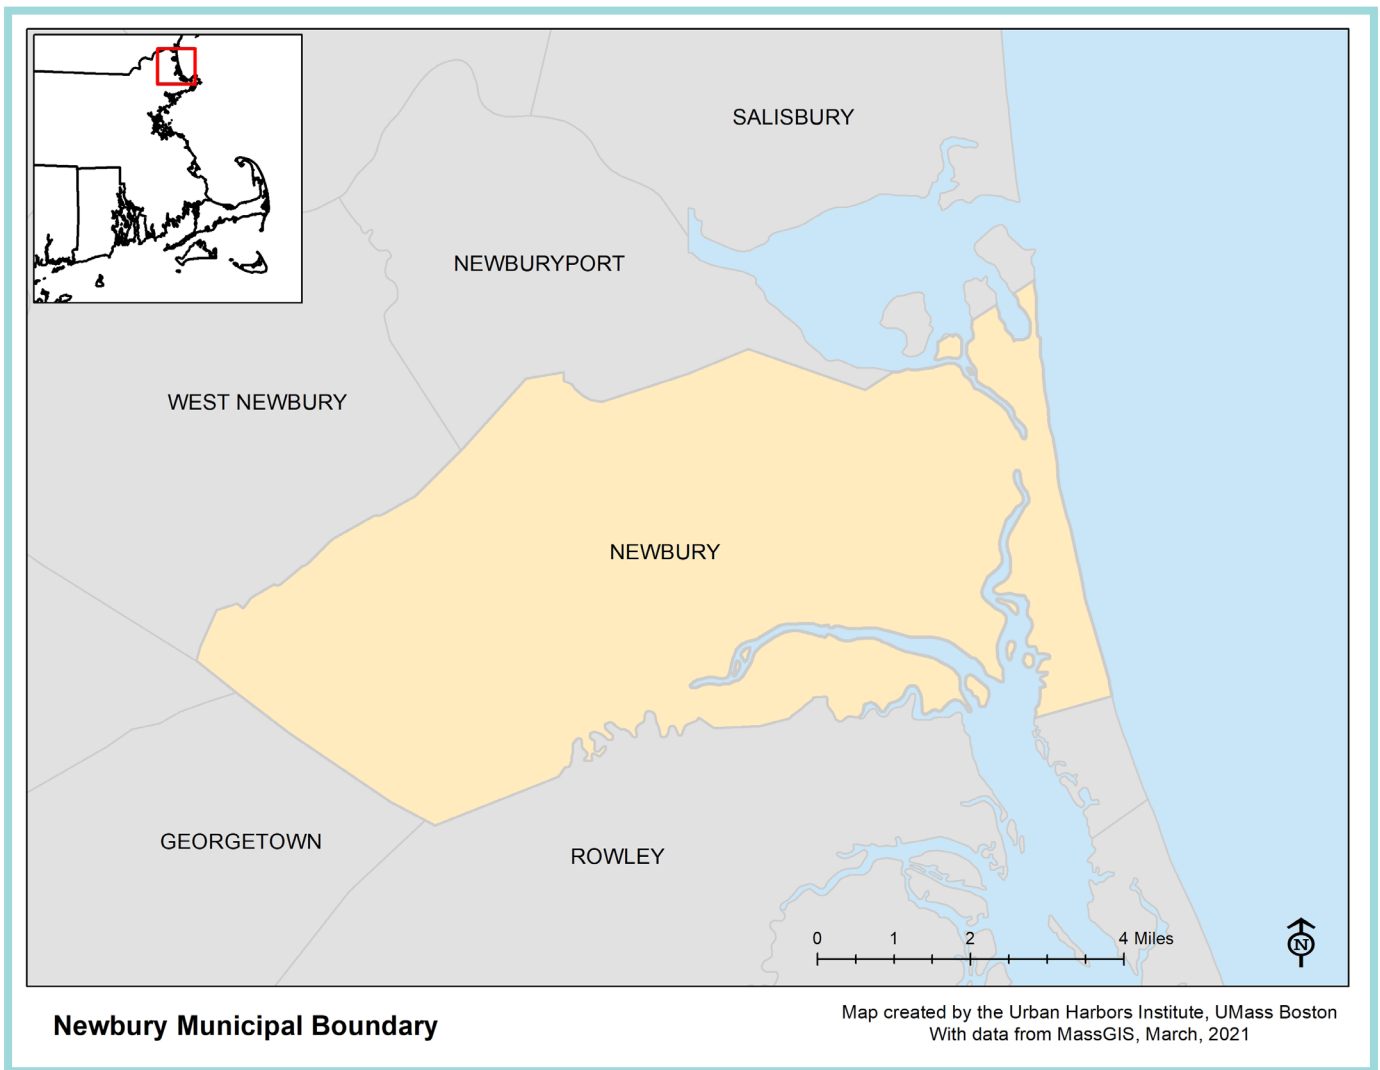 SALISBURY
NEWBURYPORT
WEST NEWBURY
NEWBURY
GEORGETOWN
ROWLEY
0 1 2 4 Miles
N
Newbury Municipal Boundary
Map created by the Urban Harbors Institute, UMass Boston
With data from MassGIS, March, 2021